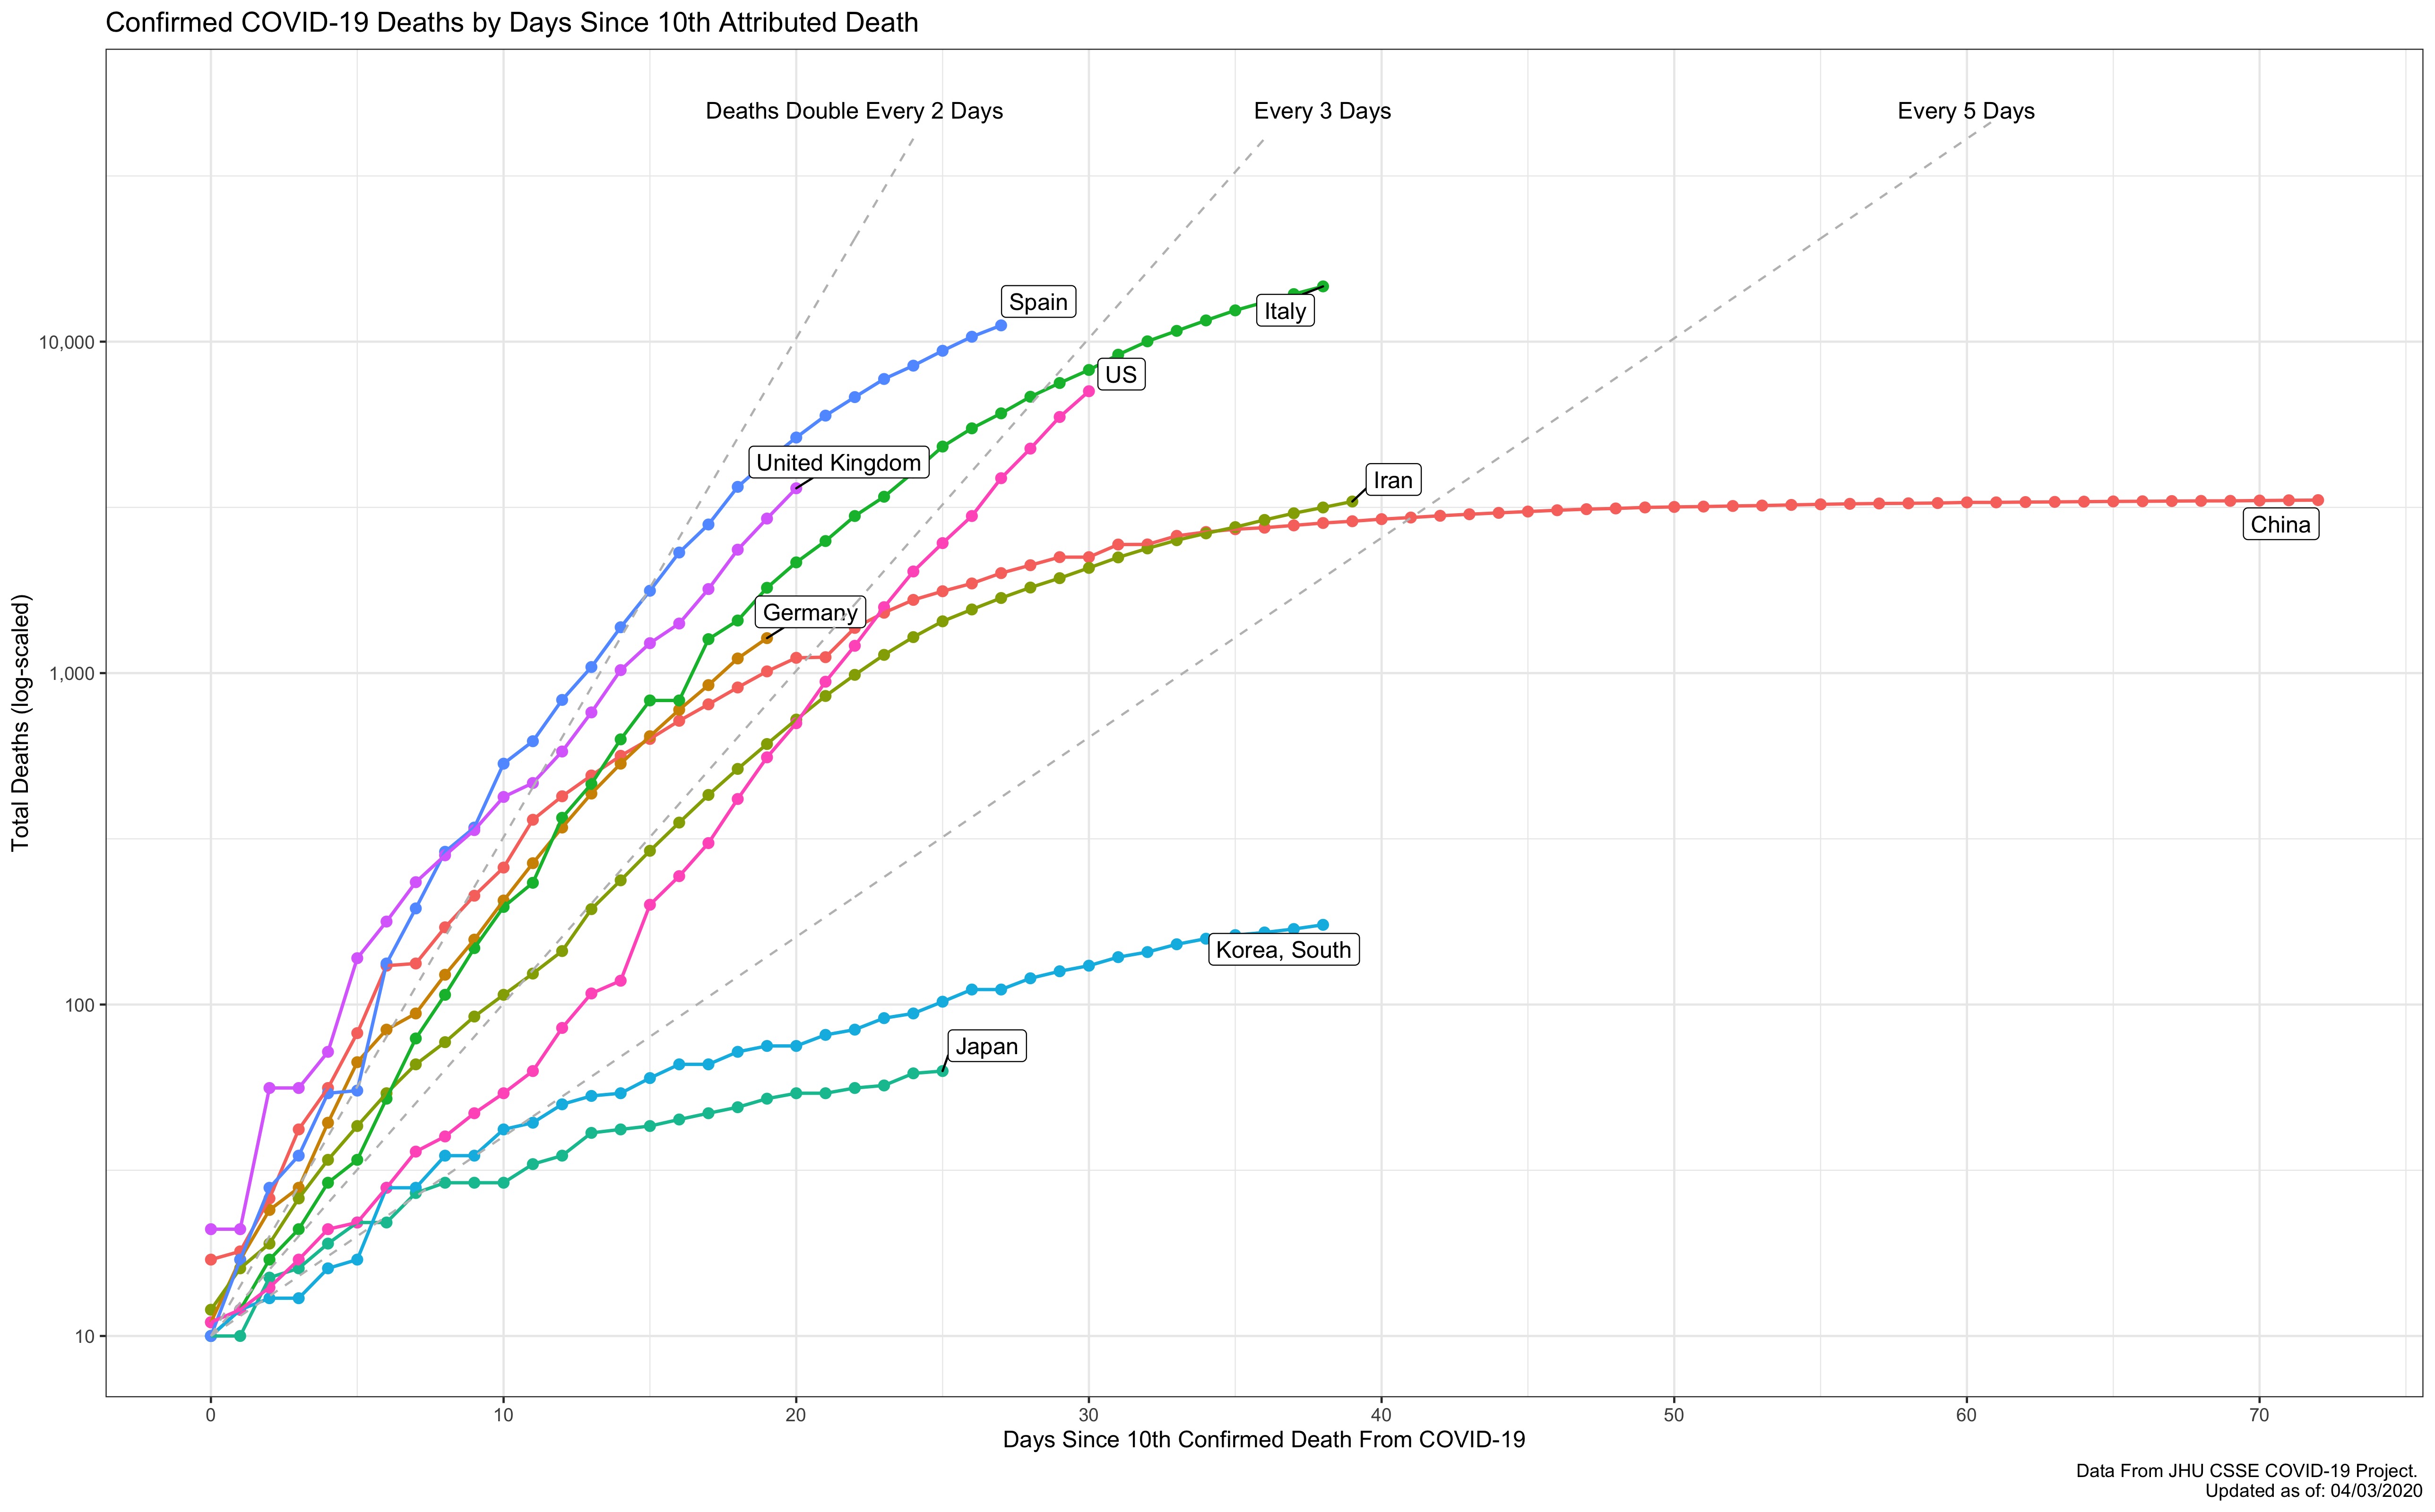 Confirmed COVID-19 Deaths by Days Since 10th Attributed Death
Deaths Double Every 2 Days
Every 3 Days
Every 5 Days
Spain
Italy
US
United Kingdom
Iran
China
Germany
Korea, South
Japan
Total Deaths (log-scaled)
10,000
1,000
100
10
0
10
20
30
40
50
60
70
Days Since 10th Confirmed Death From COVID-19
Data From JHU CSSE COVID-19 Project.
Updated as of: 04/03/2020